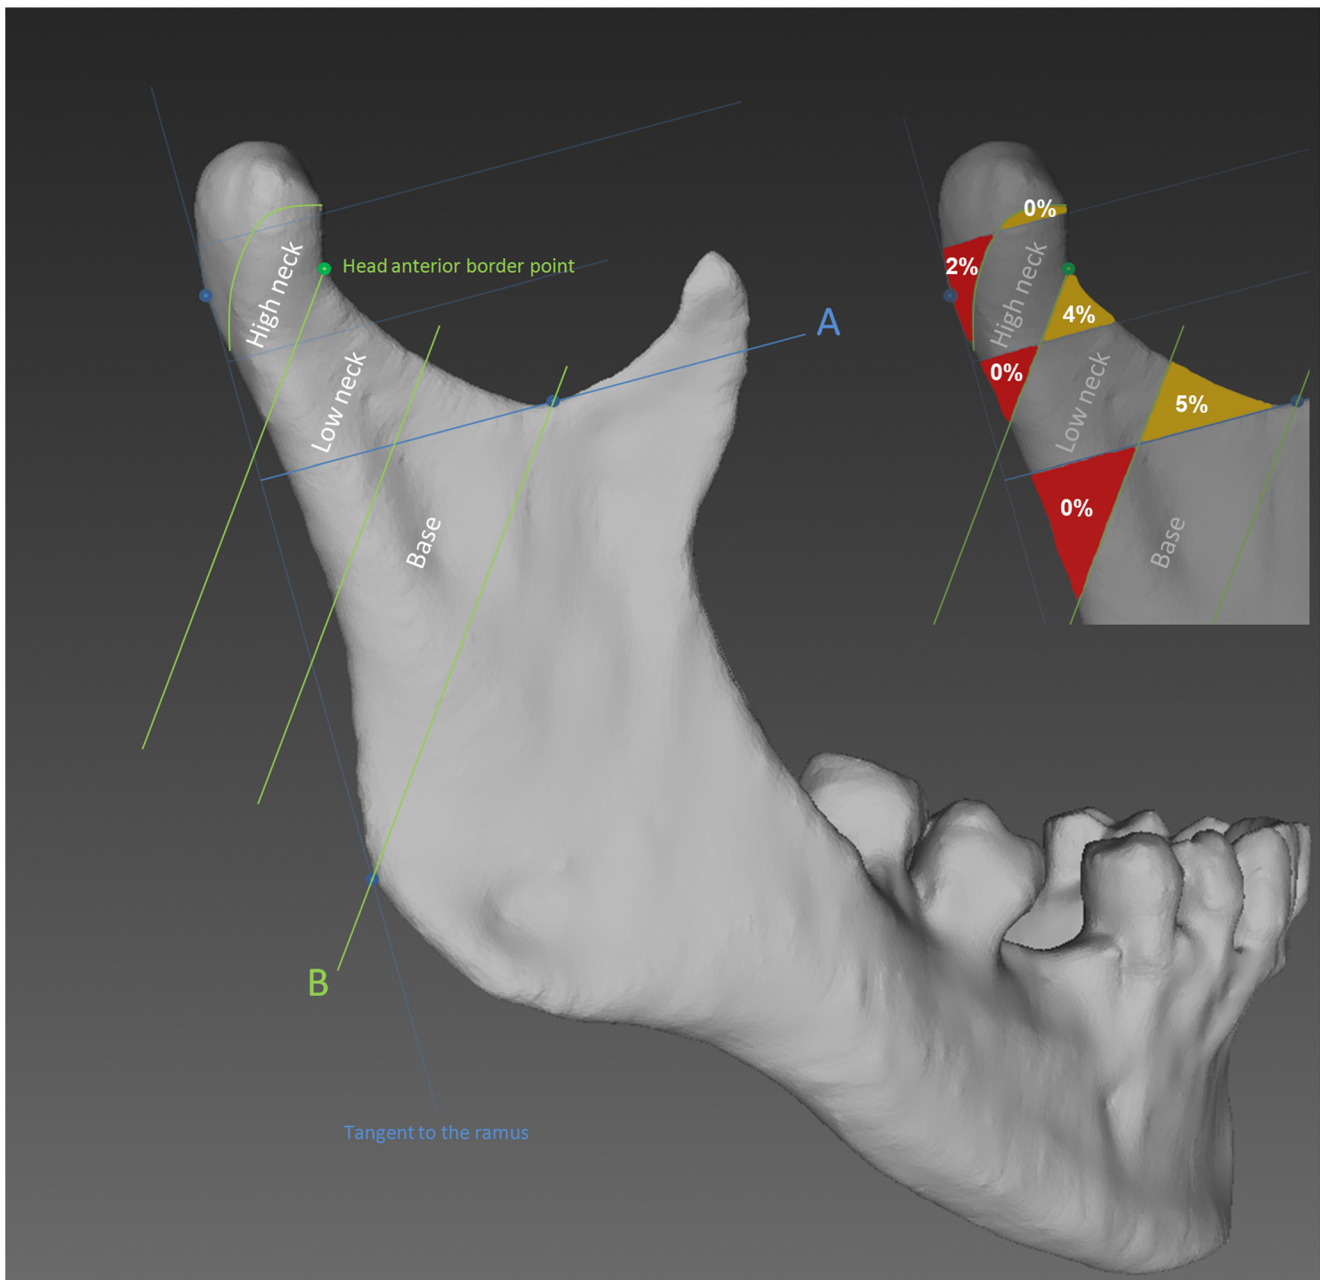 0%
High neck
Head anterior border point
2%
High neck
4%
A
0%
Low neck
Low neck
5%
0%
Base
Base
B
Tangent to the ramus